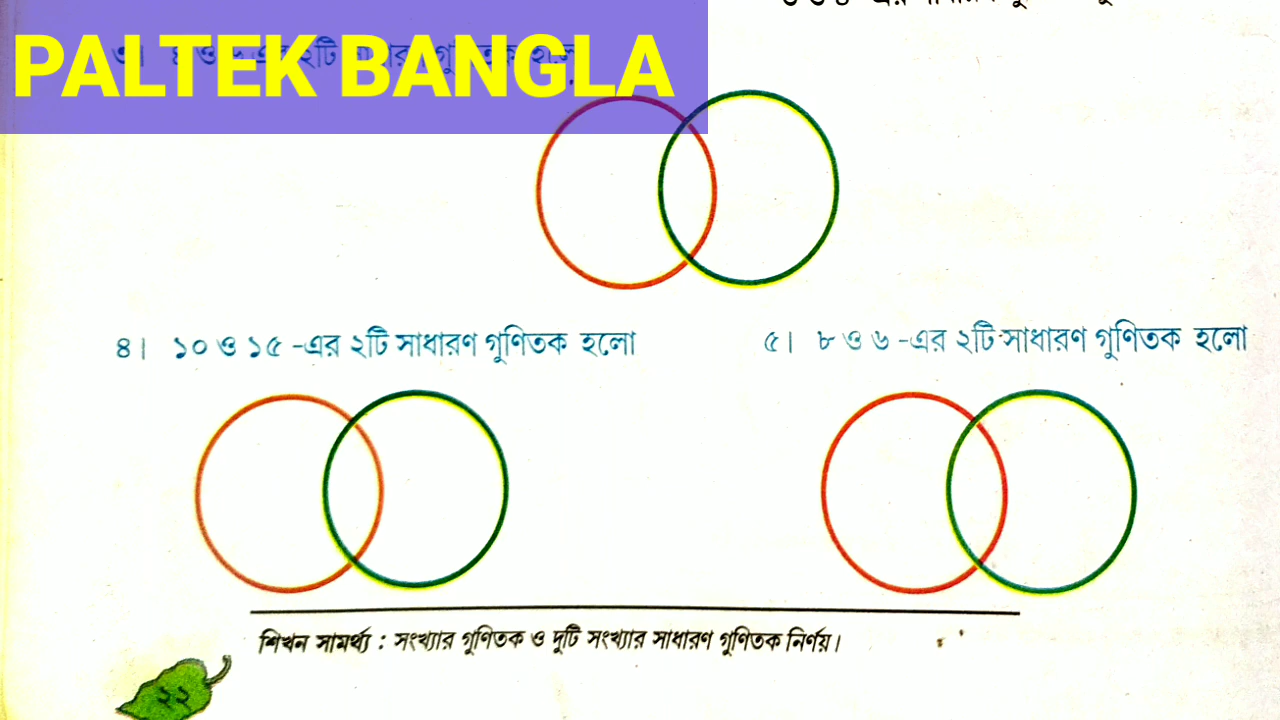 PALTEK BANGLA
৪। ১০ ও ১৫ -এর ২টি সাধারণ গুণিতক হলো
৫। ৮ ও ৬ -এর ২টি সাধারণ গুণিতক হলো
শিখন সামর্থ্য : সংখ্যার গুণিতক ও দুটি সংখ্যার সাধারণ গুণিতক নির্ণয়।
২২